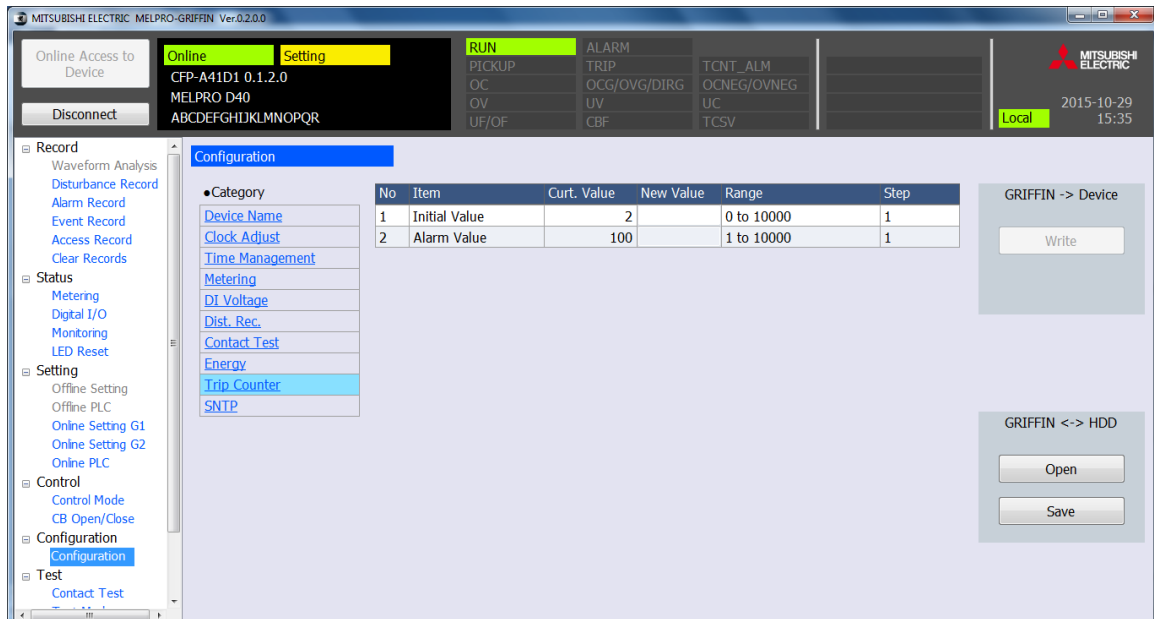 MITSUBISHI ELECTRIC MELPRO-GRIFFIN Ver.0.2.0.0
Online Access to Device
Disconnect
Online Setting
CFP-A41D1 0.1.2.0
MELPRO D40
ABCDEFGHIJKLMNOPQR
RUN ALARM
PICKUP TRIP TCNT_ALM
OC OCG/OVG/DIRG OCNEG/OVNEG
OV UV UC
UF/OF CBF TCSV
MITSUBISHI ELECTRIC
2015-10-29
Local 15:35
Record
Waveform Analysis
Disturbance Record
Alarm Record
Event Record
Access Record
Clear Records
Status
Metering
Digital I/O
Monitoring
LED Reset
Setting
Offline Setting
Offline PLC
Online Setting G1
Online Setting G2
Online PLC
Control
Control Mode
CB Open/Close
Configuration
Configuration
Test
Contact Test
Configuration
●Category
Device Name
Clock Adjust
Time Management
Metering
DI Voltage
Dist. Rec.
Contact Test
Energy
Trip Counter
SNTP
No Item Curt. Value New Value Range Step
1 Initial Value 2 0 to 10000 1
2 Alarm Value 100 1 to 10000 1
GRIFFIN -> Device
Write
GRIFFIN <-> HDD
Open
Save